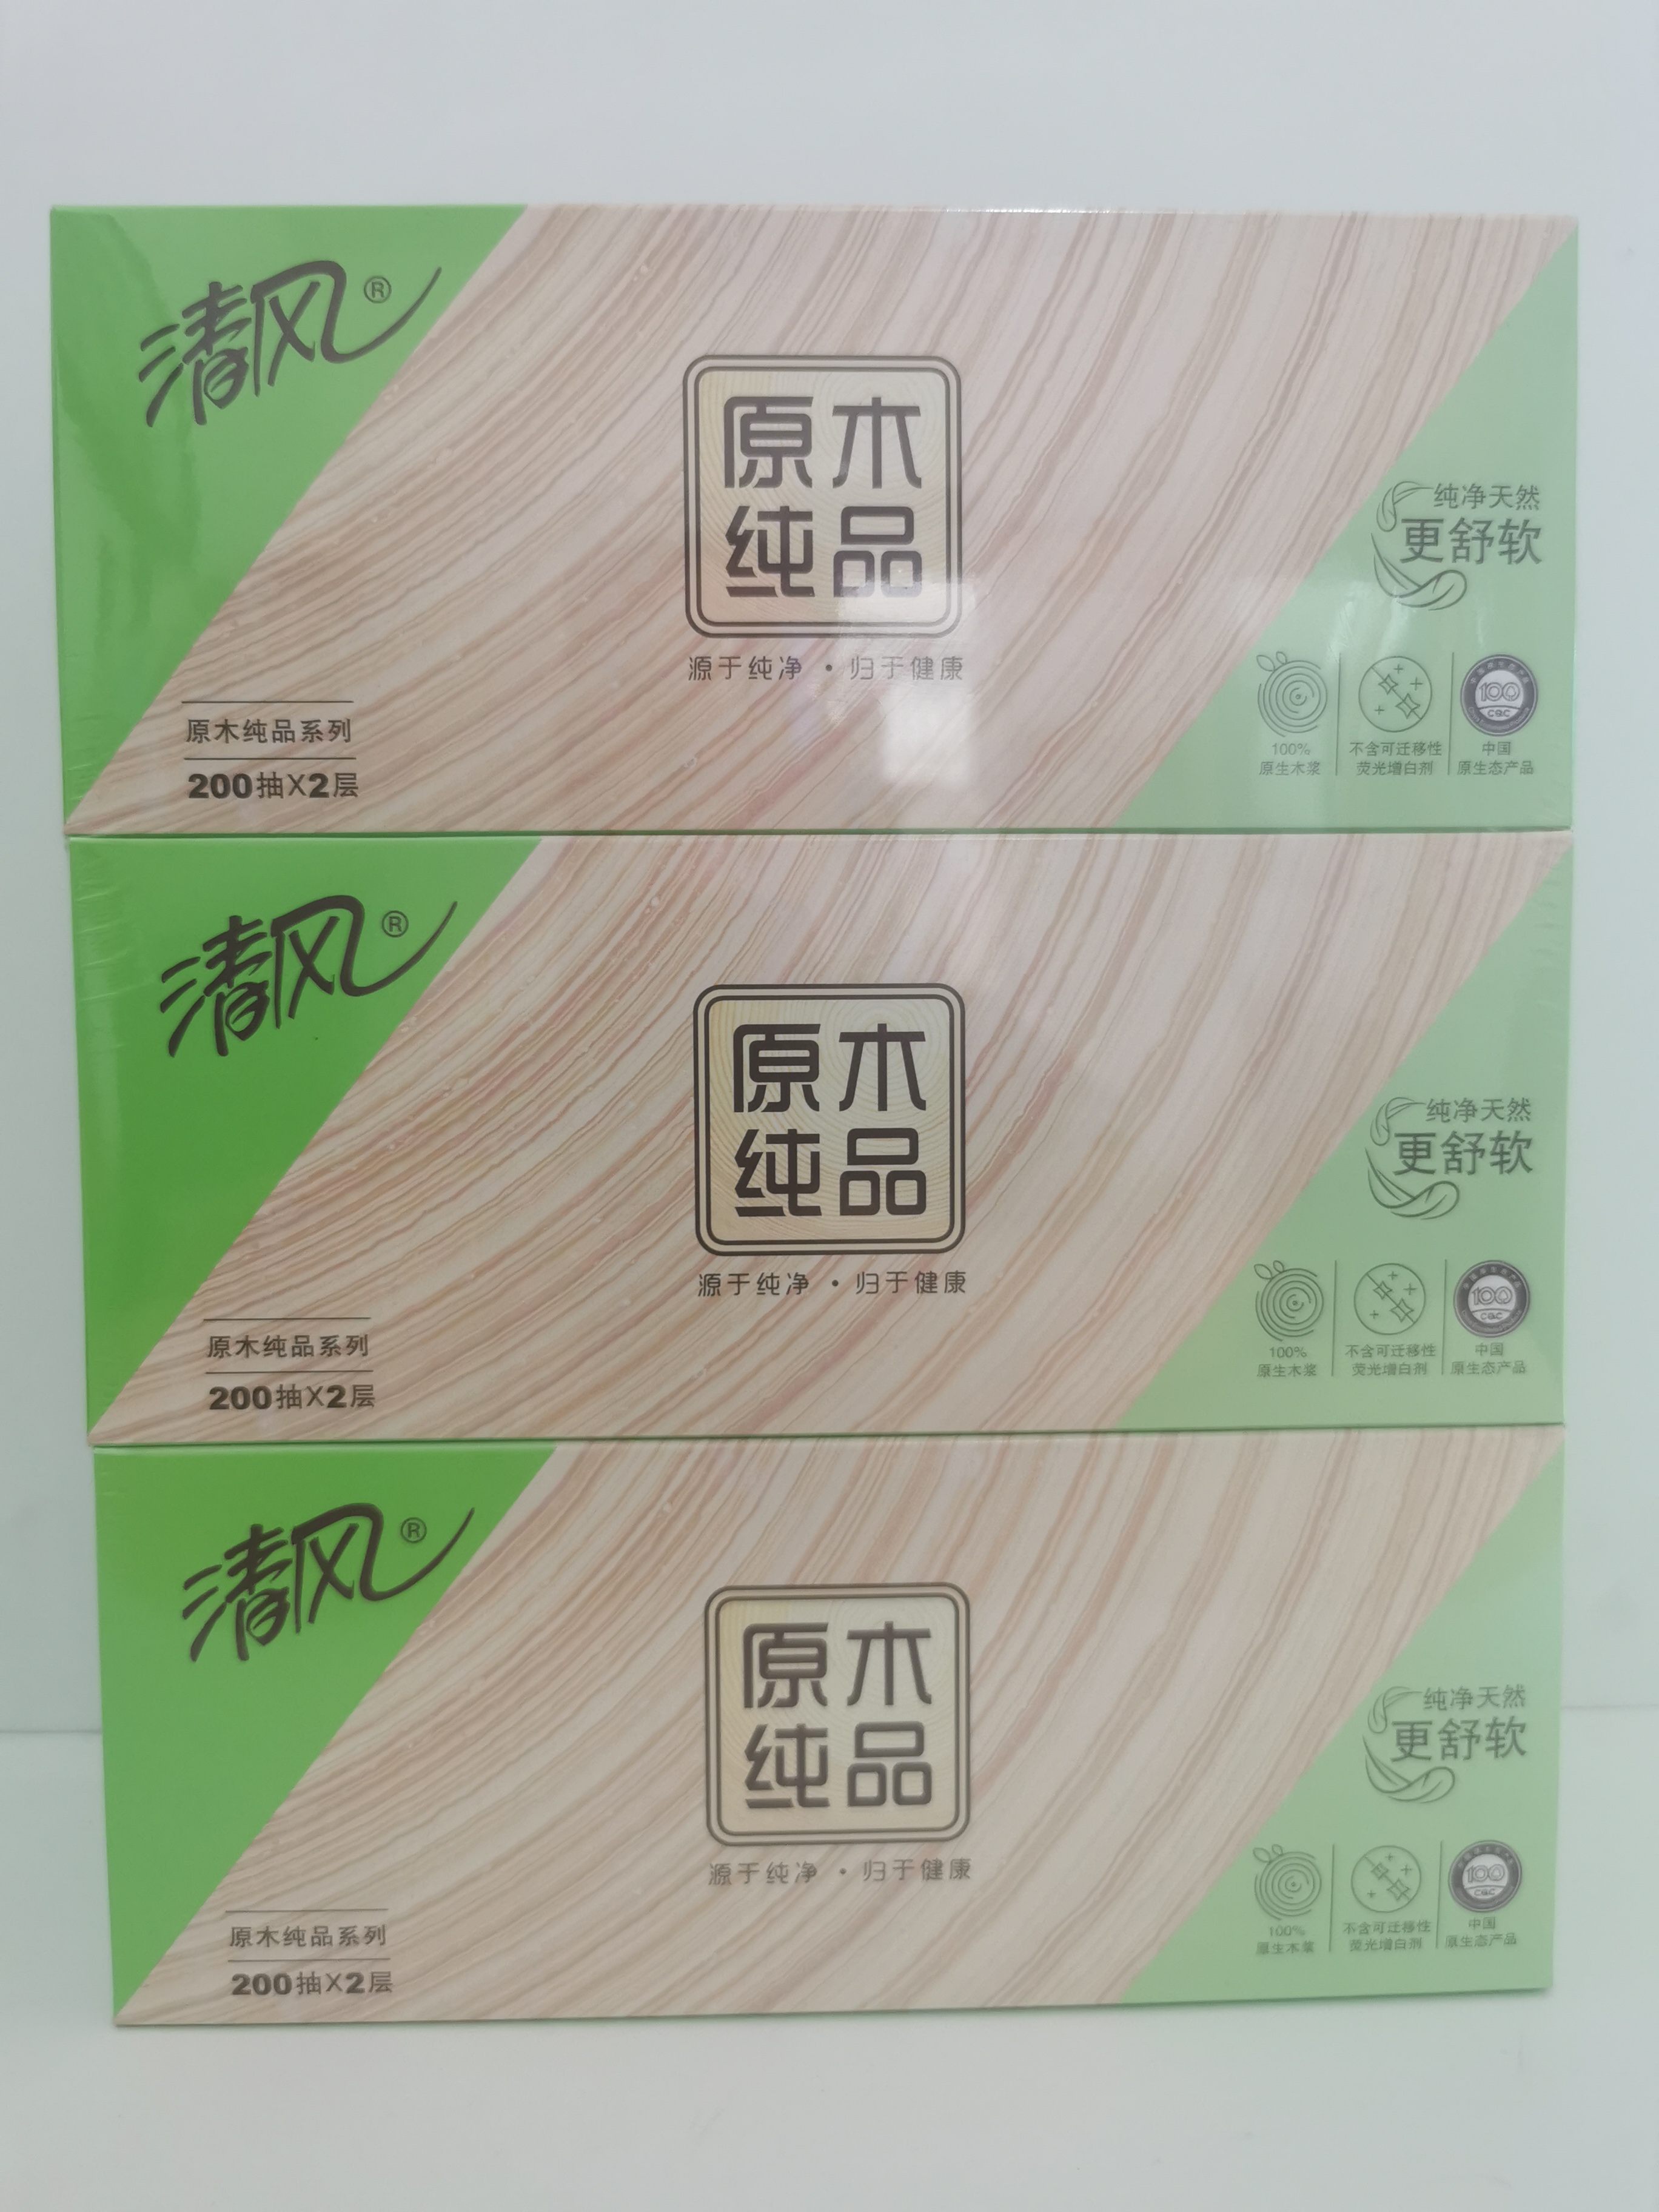 清风®
原木
纯品
源于纯净·归于健康
原木纯品系列
200抽X2层
纯净天然
更舒软
100%
原生木浆
不含可迁移性
荧光增白剂
100
CQC
中国
原生态产品
清风®
原木
纯品
源于纯净·归于健康
原木纯品系列
200抽X2层
纯净天然
更舒软
100%
原生木浆
不含可迁移性
荧光增白剂
100
CQC
中国
原生态产品
清风®
原木
纯品
源于纯净·归于健康
原木纯品系列
200抽X2层
纯净天然
更舒软
100%
原生木浆
不含可迁移性
荧光增白剂
100
CQC
中国
原生态产品